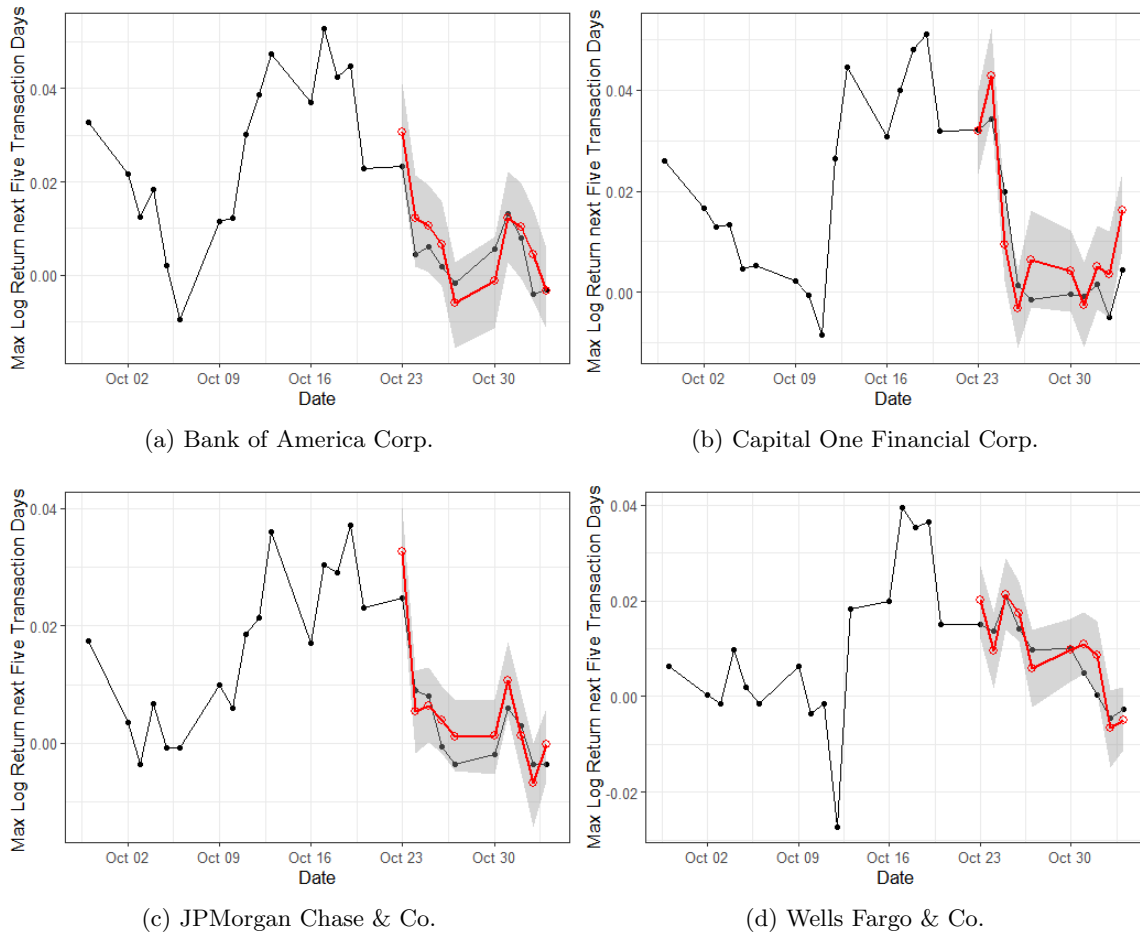 Max Log Return next Five Transaction Days
0.04
0.02
0.00
Oct 02 Oct 09 Oct 16 Oct 23 Oct 30
Date
(a) Bank of America Corp.
Max Log Return next Five Transaction Days
0.04
0.02
0.00
Oct 02 Oct 09 Oct 16 Oct 23 Oct 30
Date
(b) Capital One Financial Corp.
Max Log Return next Five Transaction Days
0.04
0.02
0.00
Oct 02 Oct 09 Oct 16 Oct 23 Oct 30
Date
(c) JPMorgan Chase & Co.
Max Log Return next Five Transaction Days
0.04
0.02
0.00
-0.02
Oct 02 Oct 09 Oct 16 Oct 23 Oct 30
Date
(d) Wells Fargo & Co.